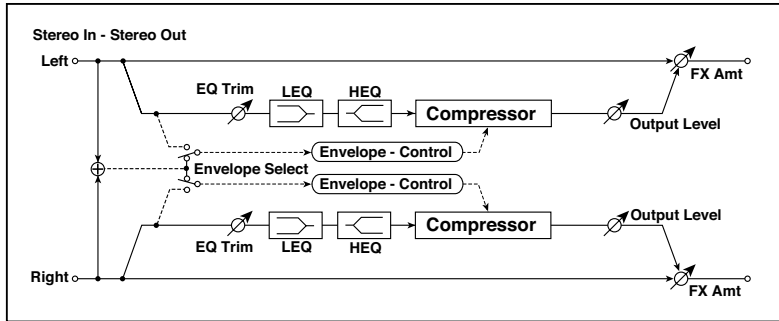 Stereo In - Stereo Out
Left
FX Amt
EQ Trim
LEQ
HEQ
Compressor
Output Level
Envelope - Control
Envelope Select
Envelope - Control
Output Level
Compressor
EQ Trim
LEQ
HEQ
Right
FX Amt